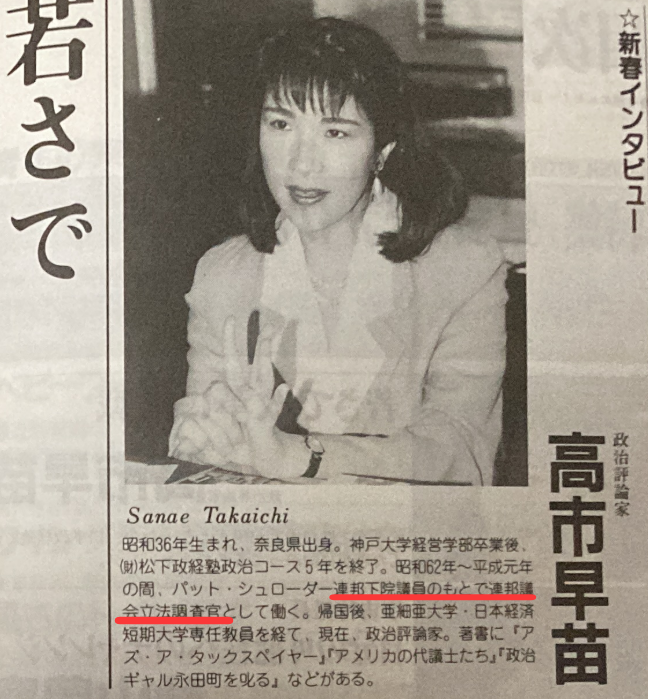 ☆新春インタビュー
政治評論家
高市早苗
若さで
Sanae Takaichi
昭和36年生まれ、奈良県出身。神戸大学経営学部卒業後、
㈶松下政経塾政治コース5年を終了。昭和62年〜平成元年
の間、パット・シュローダー連邦下院議員のもとで連邦議
会立法調査官として働く。帰国後、亜細亜大学・日本経済
短期大学専任教員を経て、現在、政治評論家。著書に『ア
ズ・ア・タックスペイヤー』『アメリカの代議士たち』『政治
ギャル永田町を叱る』などがある。